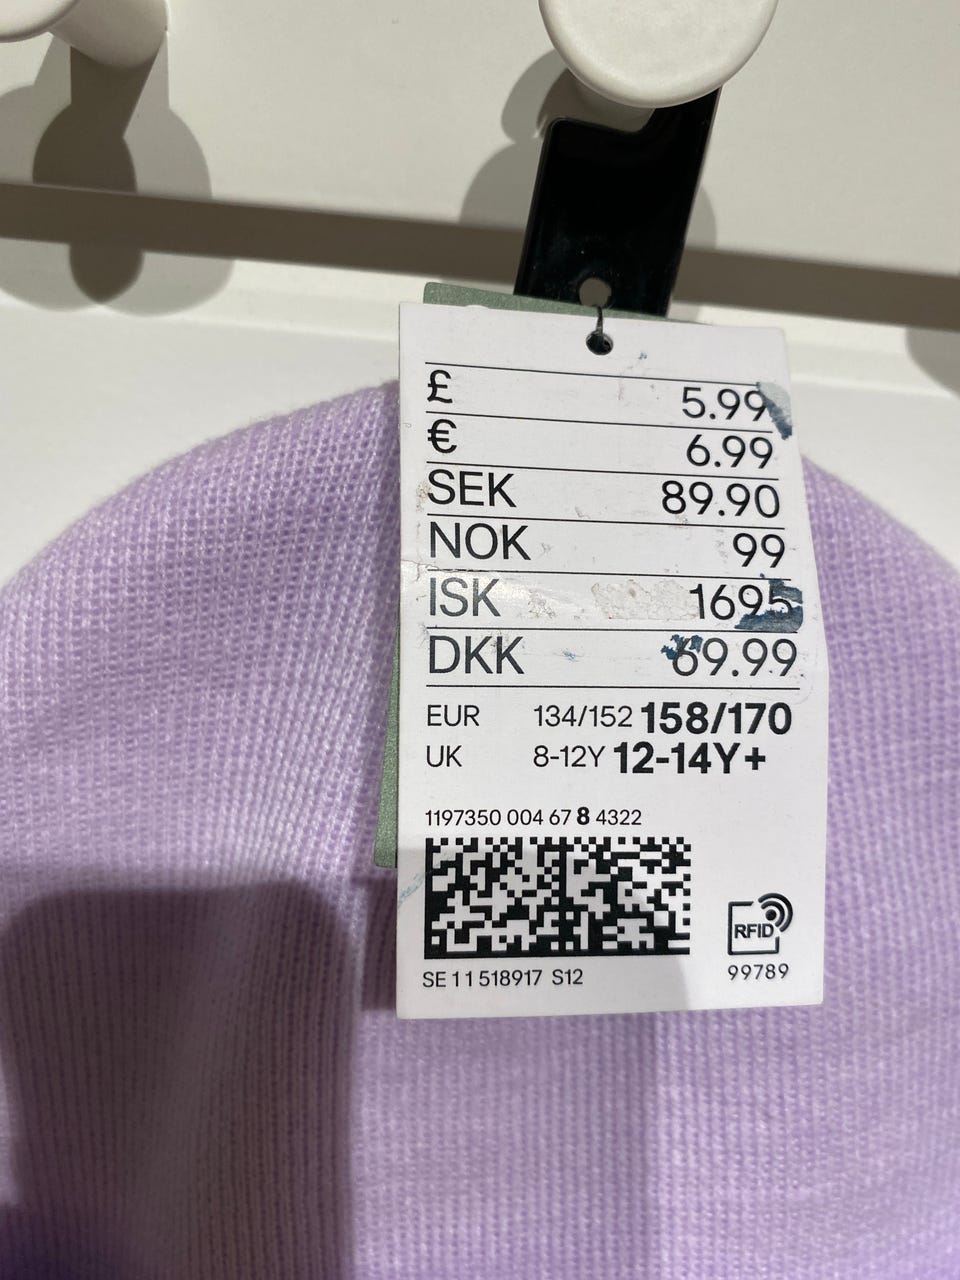 £ 5.99
€ 6.99
SEK 89.90
NOK 99
ISK 1695
DKK 69.99
EUR 134/152 158/170
UK 8-12Y 12-14Y+
1197350 004 67 8 4322
RFID
SE 11 518917 S12
99789